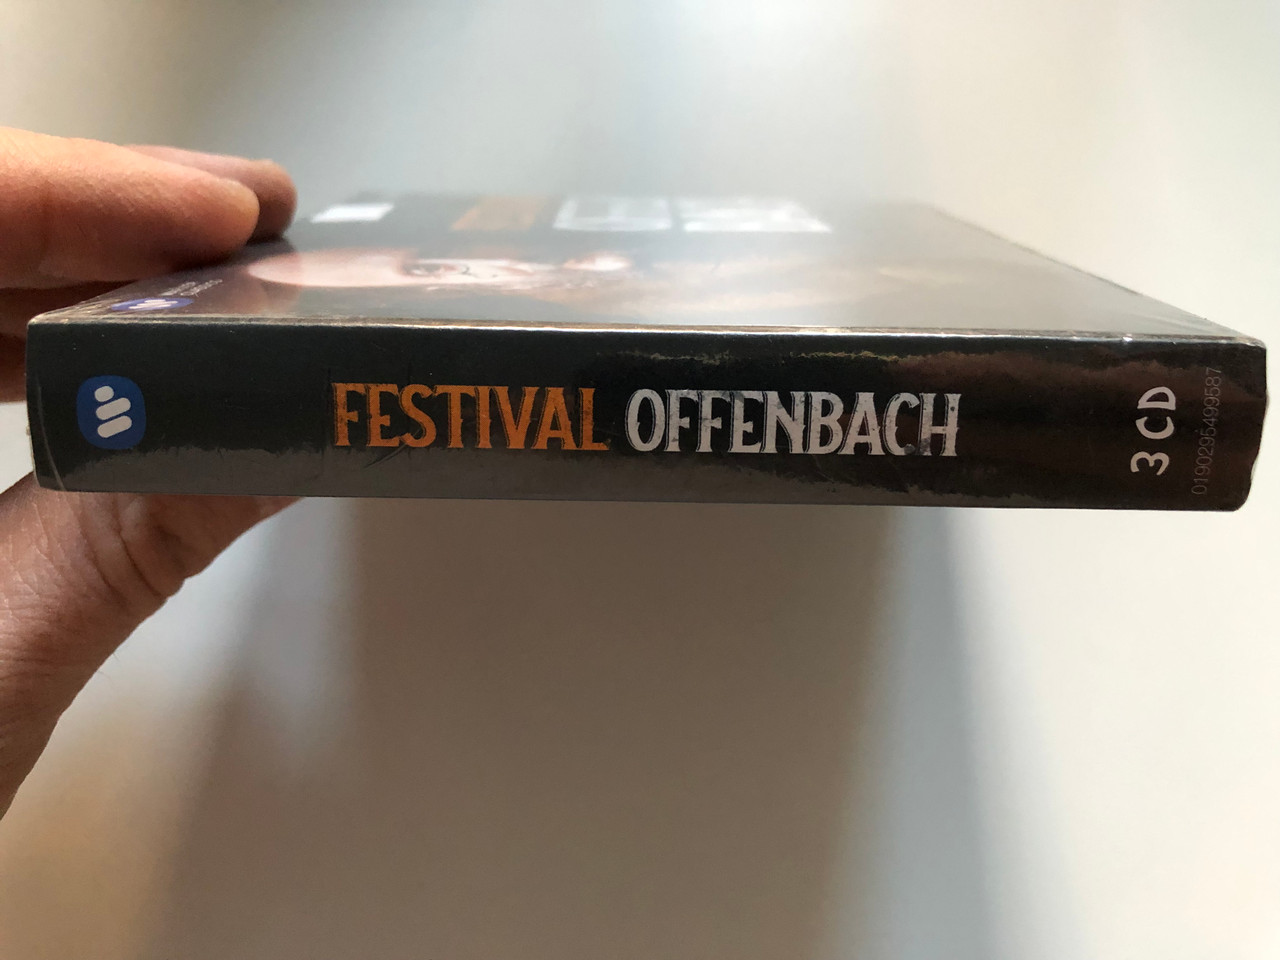 FESTIVAL OFFENBACH
3 CD
0190295499587